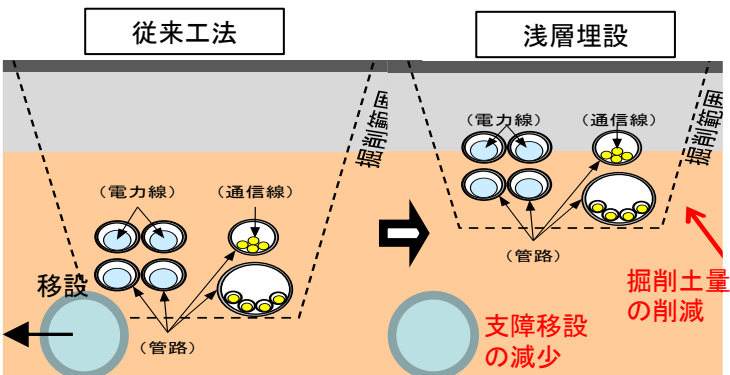 従来工法
浅層埋設
掘削範囲
(電力線)
(通信線)
移設
(管路)
掘削範囲
(電力線)
(通信線)
(管路)
掘削土量
の削減
支障移設
の減少